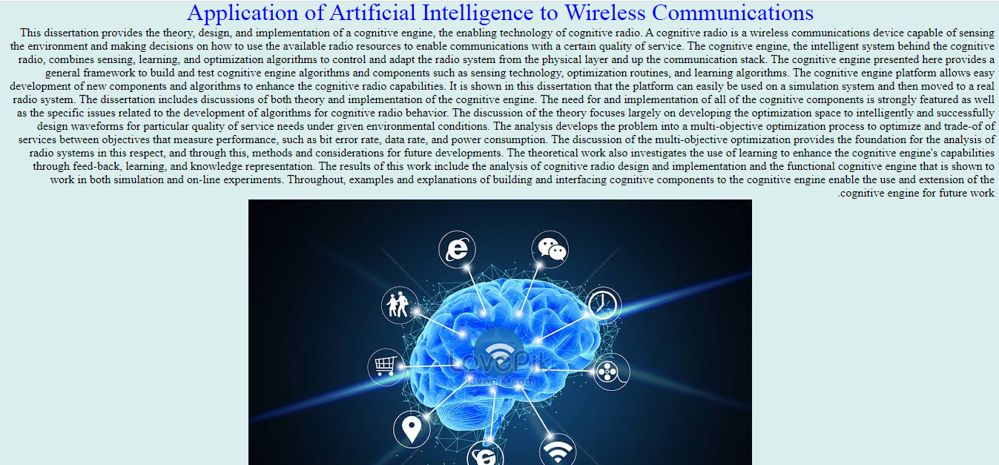 Application of Artificial Intelligence to Wireless Communications
This dissertation provides the theory, design, and implementation of a cognitive engine, the enabling technology of cognitive radio. A cognitive radio is a wireless communications device capable of sensing
the environment and making decisions on how to use the available radio resources to enable communications with a certain quality of service. The cognitive engine, the intelligent system behind the cognitive
radio, combines sensing, learning, and optimization algorithms to control and adapt the radio system from the physical layer and up the communication stack. The cognitive engine presented here provides a
general framework to build and test cognitive engine algorithms and components such as sensing technology, optimization routines, and learning algorithms. The cognitive engine platform allows easy
development of new components and algorithms to enhance the cognitive radio capabilities. It is shown in this dissertation that the platform can easily be used on a simulation system and then moved to a real
radio system. The dissertation includes discussions of both theory and implementation of the cognitive engine. The need for and implementation of all of the cognitive components is strongly featured as well
as the specific issues related to the development of algorithms for cognitive radio behavior. The discussion of the theory focuses largely on developing the optimization space to intelligently and successfully
design waveforms for particular quality of service needs under given environmental conditions. The analysis develops the problem into a multi-objective optimization process to optimize and trade-of of
services between objectives that measure performance, such as bit error rate, data rate, and power consumption. The discussion of the multi-objective optimization provides the foundation for the analysis of
radio systems in this respect, and through this, methods and considerations for future developments. The theoretical work also investigates the use of learning to enhance the cognitive engine's capabilities
through feed-back, learning, and knowledge representation. The results of this work include the analysis of cognitive radio design and implementation and the functional cognitive engine that is shown to
work in both simulation and on-line experiments. Throughout, examples and explanations of building and interfacing cognitive components to the cognitive engine enable the use and extension of the
.cognitive engine for future work
LovePik
lovepik.com